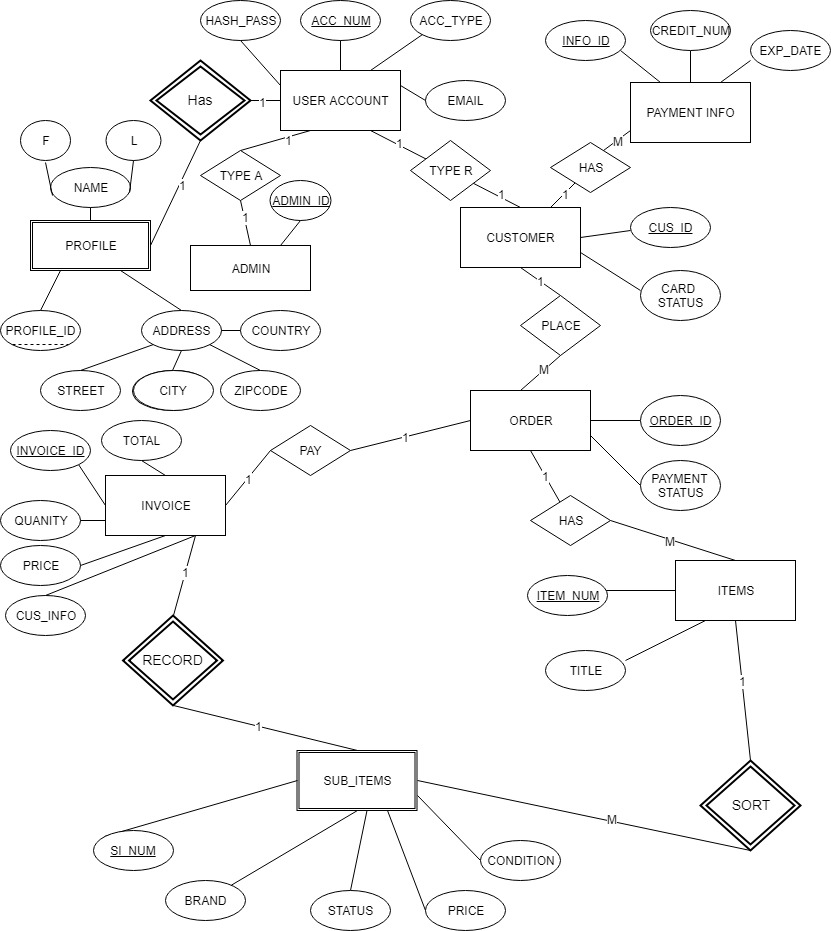 HASH_PASS
ACC_NUM
ACC_TYPE
INFO_ID
CREDIT_NUM
EXP_DATE
Has
1
USER ACCOUNT
EMAIL
PAYMENT INFO
F
L
1
1
M
NAME
TYPE A
TYPE R
HAS
1
ADMIN_ID
1
1
1
PROFILE
ADMIN
CUSTOMER
CUS_ID
1
CARD
STATUS
PROFILE_ID
ADDRESS
COUNTRY
PLACE
M
STREET
CITY
ZIPCODE
INVOICE_ID
TOTAL
PAY
1
ORDER
ORDER_ID
1
1
PAYMENT
STATUS
INVOICE
QUANITY
HAS
M
PRICE
1
CUS_INFO
ITEM_NUM
ITEMS
RECORD
TITLE
1
1
SUB_ITEMS
SORT
M
SI_NUM
CONDITION
BRAND
STATUS
PRICE